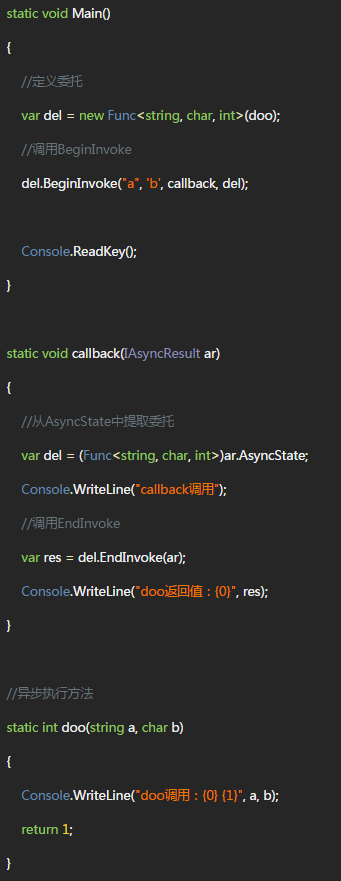 static void Main()
{
//定义委托
var del = new Func<string, char, int>(doo);
//调用BeginInvoke
del.BeginInvoke("a", 'b', callback, del);
Console.ReadKey();
}
static void callback(IAsyncResult ar)
{
//从AsyncState中提取委托
var del = (Func<string, char, int>)ar.AsyncState;
Console.WriteLine("callback调用");
//调用EndInvoke
var res = del.EndInvoke(ar);
Console.WriteLine("doo返回值：{0}", res);
}
//异步执行方法
static int doo(string a, char b)
{
Console.WriteLine("doo调用：{0} {1}", a, b);
return 1;
}